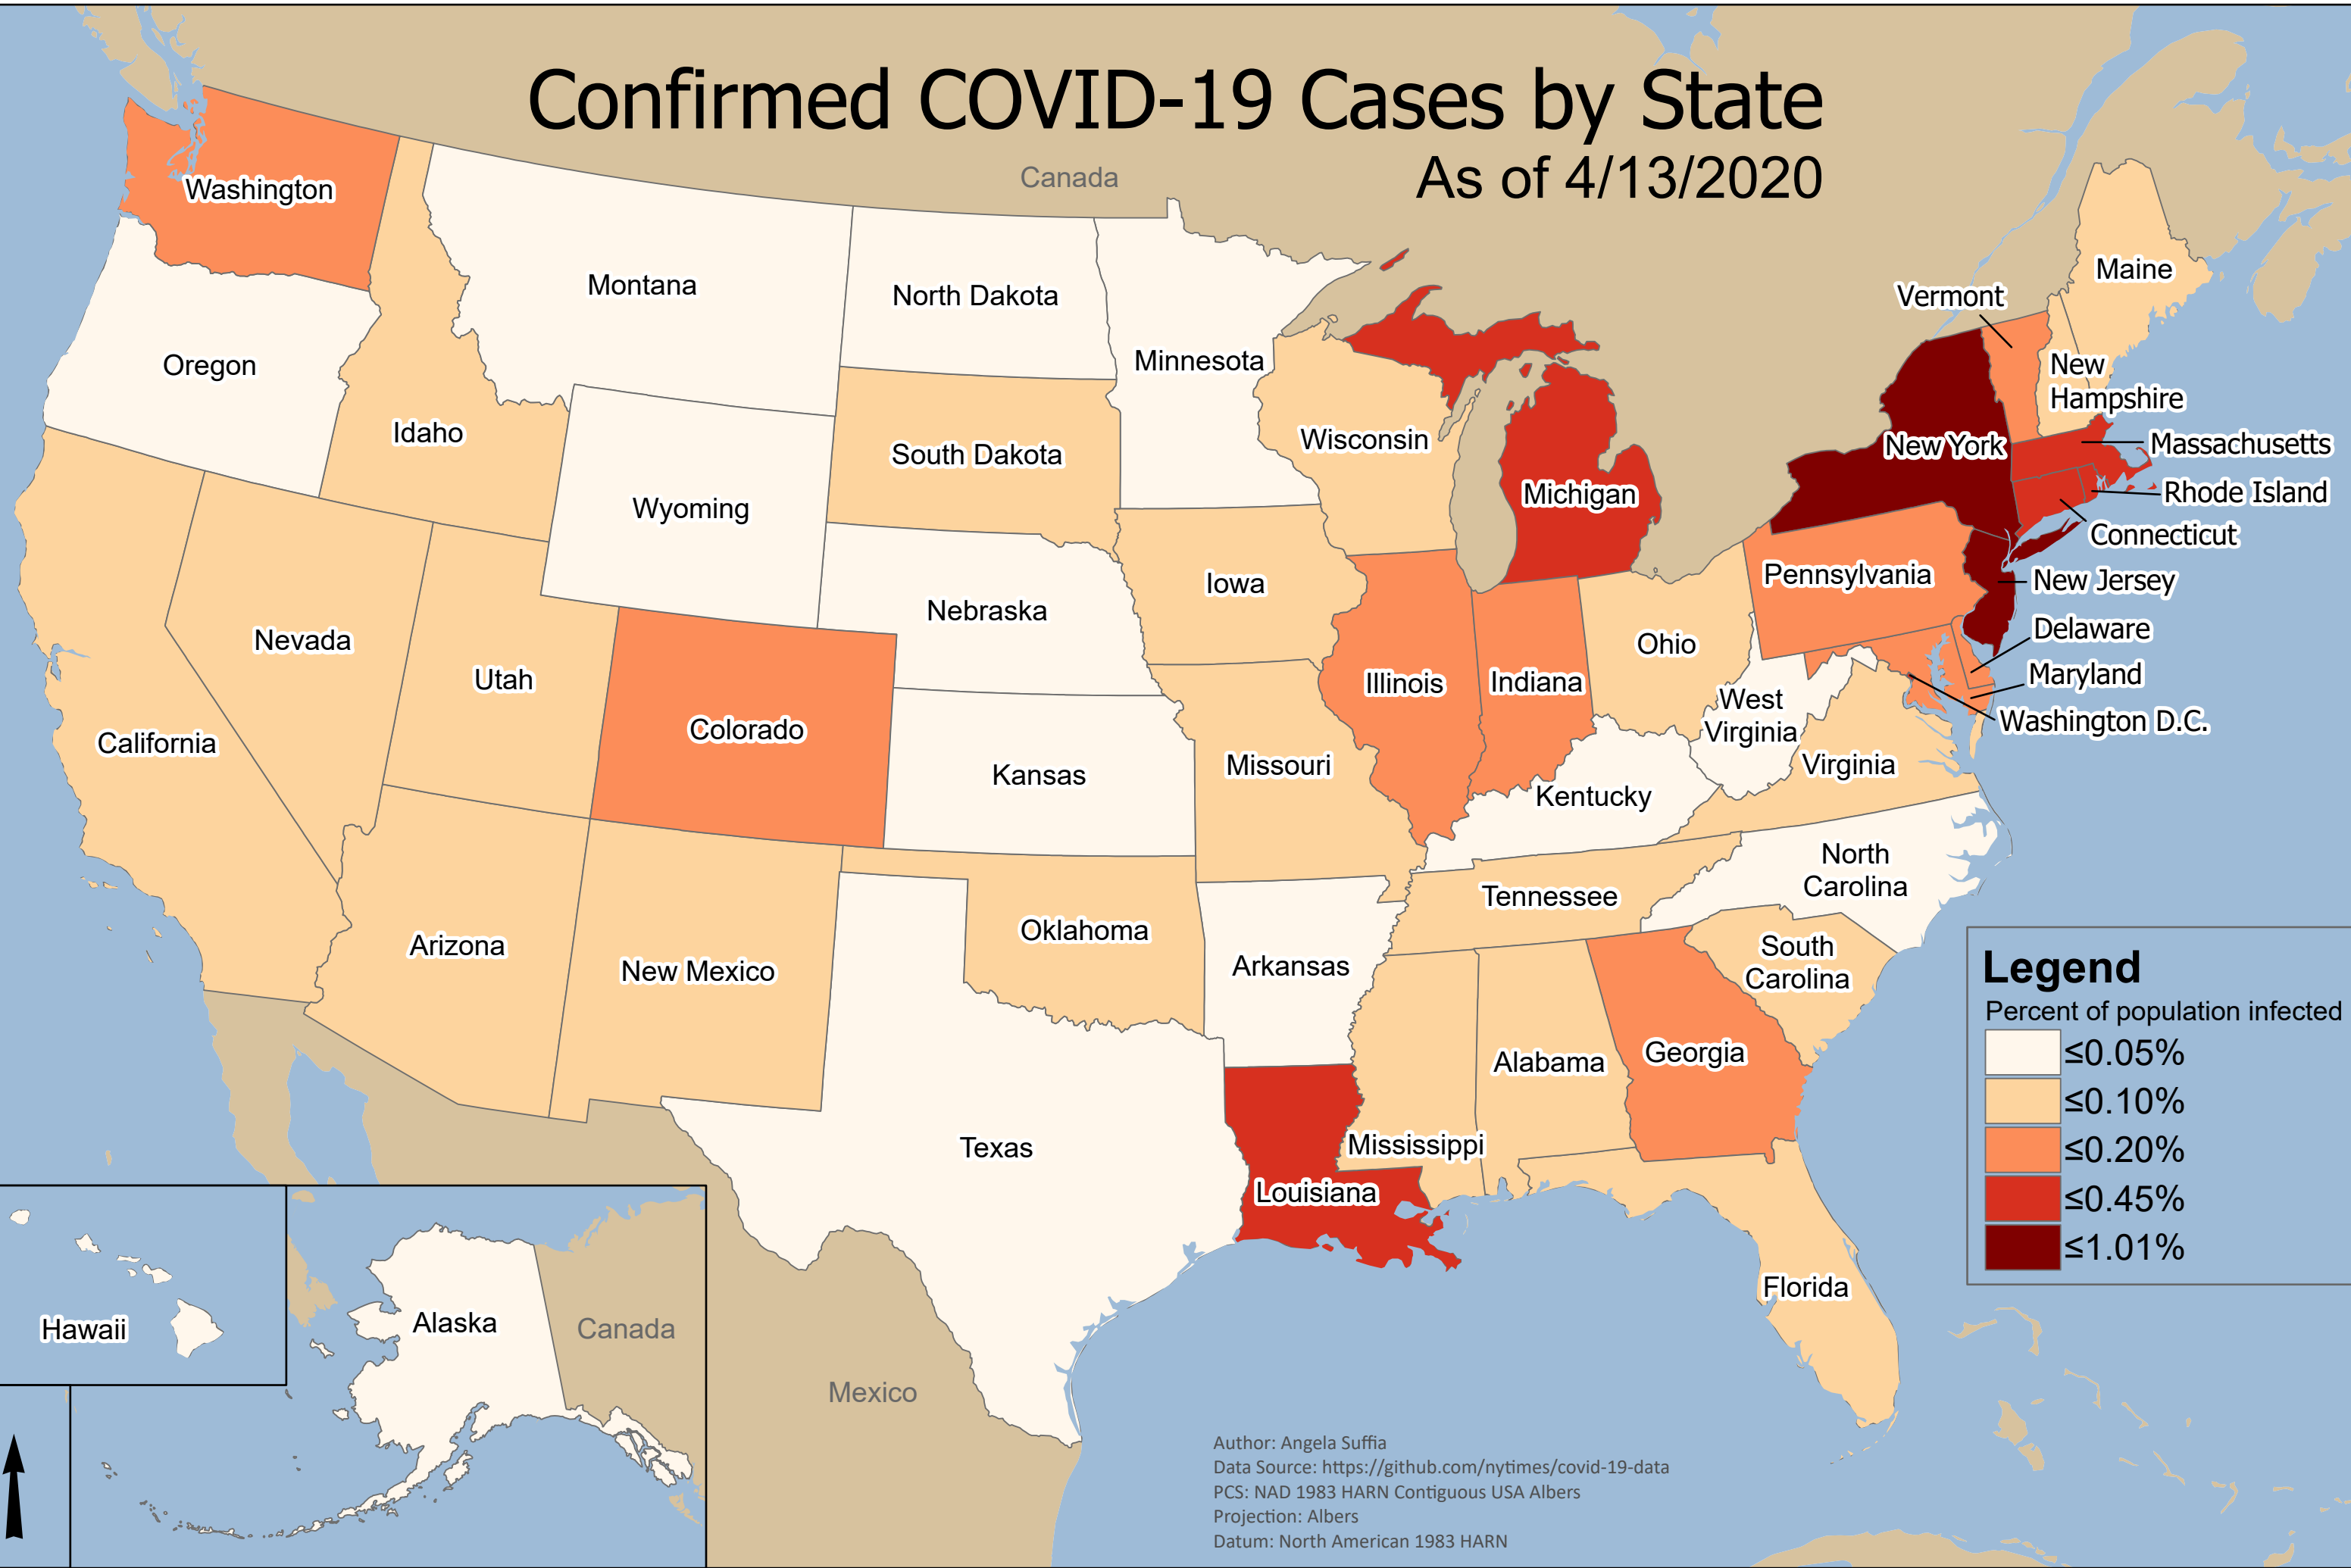 Confirmed COVID-19 Cases by State
As of 4/13/2020
Canada
Washington
Montana
North Dakota
Minnesota
Oregon
Idaho
Wyoming
South Dakota
Wisconsin
Michigan
Vermont
Maine
New
Hampshire
New York
Massachusetts
Rhode Island
Connecticut
New Jersey
Pennsylvania
Delaware
Maryland
Washington D.C.
Nevada
Utah
California
Colorado
Nebraska
Iowa
Kansas
Missouri
Illinois
Indiana
Ohio
West
Virginia
Virginia
Kentucky
North
Carolina
Tennessee
South
Carolina
Arizona
New Mexico
Oklahoma
Arkansas
Texas
Louisiana
Mississippi
Alabama
Georgia
Florida
Hawaii
Alaska
Canada
Mexico
Legend
Percent of population infected
≤0.05%
≤0.10%
≤0.20%
≤0.45%
≤1.01%
Author: Angela Suffia
Data Source: https://github.com/nytimes/covid-19-data
PCS: NAD 1983 HARN Contiguous USA Albers
Projection: Albers
Datum: North American 1983 HARN